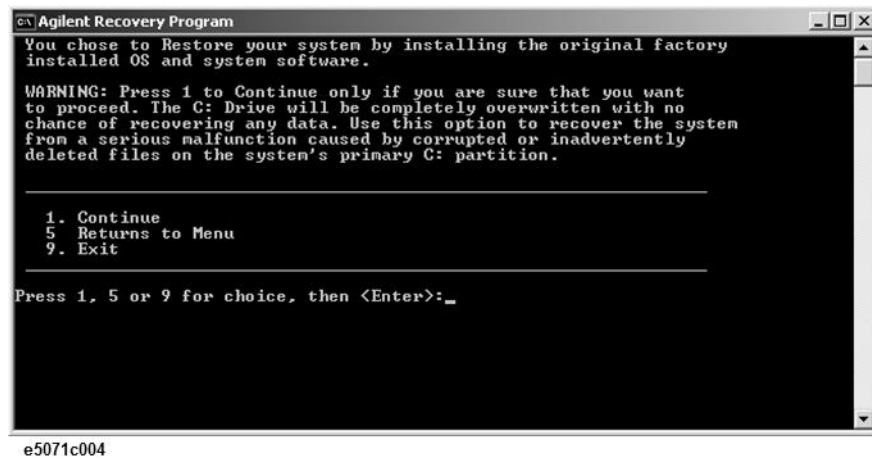 Agilent Recovery Program
You chose to Restore your system by installing the original factory
installed OS and system software.
WARNING: Press 1 to Continue only if you are sure that you want
to proceed. The C: Drive will be completely overwritten with no
chance of recovering any data. Use this option to recover the system
from a serious malfunction caused by corrupted or inadvertently
deleted files on the system's primary C: partition.
1. Continue
5 Returns to Menu
9. Exit
Press 1, 5 or 9 for choice, then <Enter>:_
e5071c004